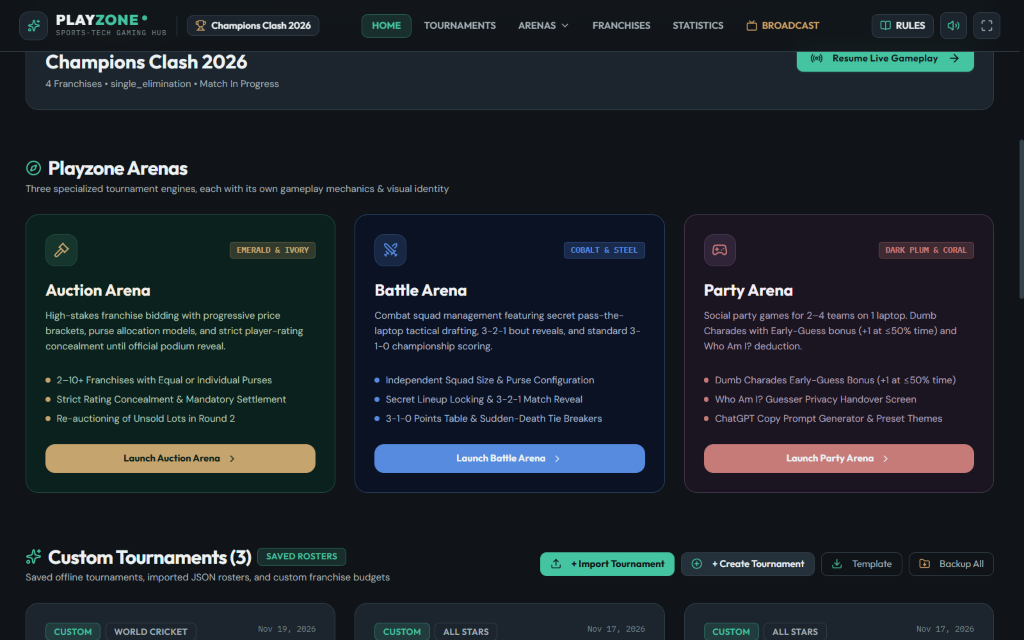 PLAYZONE
SPORTS-TECH GAMING HUB
Champions Clash 2026
HOME
TOURNAMENTS
ARENAS
FRANCHISES
STATISTICS
BROADCAST
RULES
Champions Clash 2026
4 Franchises • single_elimination • Match In Progress
Resume Live Gameplay
Playzone Arenas
Three specialized tournament engines, each with its own gameplay mechanics & visual identity
EMERALD & IVORY
Auction Arena
High-stakes franchise bidding with progressive price
brackets, purse allocation models, and strict player-rating
concealment until official podium reveal.
2–10+ Franchises with Equal or Individual Purses
Strict Rating Concealment & Mandatory Settlement
Re-auctioning of Unsold Lots in Round 2
Launch Auction Arena
COBALT & STEEL
Battle Arena
Combat squad management featuring secret pass-the-
laptop tactical drafting, 3-2-1 bout reveals, and standard 3-
1-0 championship scoring.
Independent Squad Size & Purse Configuration
Secret Lineup Locking & 3-2-1 Match Reveal
3-1-0 Points Table & Sudden-Death Tie Breakers
Launch Battle Arena
DARK PLUM & CORAL
Party Arena
Social party games for 2–4 teams on 1 laptop. Dumb
Charades with Early-Guess bonus (+1 at ≤50% time) and
Who Am I? deduction.
Dumb Charades Early-Guess Bonus (+1 at ≤50% time)
Who Am I? Guesser Privacy Handover Screen
ChatGPT Copy Prompt Generator & Preset Themes
Launch Party Arena
Custom Tournaments (3)
SAVED ROSTERS
Saved offline tournaments, imported JSON rosters, and custom franchise budgets
+ Import Tournament
+ Create Tournament
Template
Backup All
CUSTOM
WORLD CRICKET
Nov 19, 2026
CUSTOM
ALL STARS
Nov 17, 2026
CUSTOM
ALL STARS
Nov 17, 2026